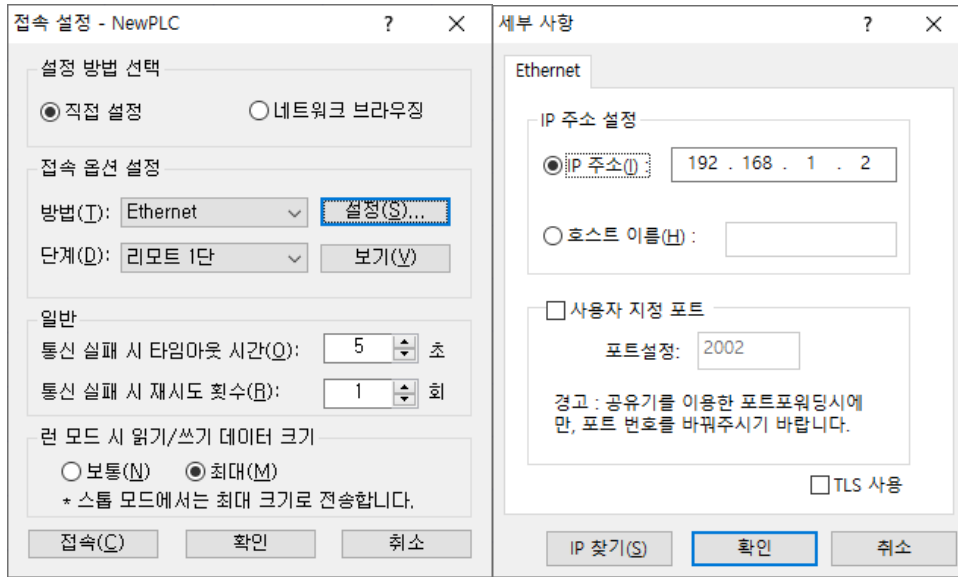 접속 설정 - NewPLC ? ×
설정 방법 선택
직접 설정 네트워크 브라우징
접속 옵션 설정
방법(T): Ethernet 설정(S)...
단계(D): 리모트 1단 보기(V)
일반
통신 실패 시 타임아웃 시간(O): 5 초
통신 실패 시 재시도 횟수(R): 1 회
런 모드 시 읽기/쓰기 데이터 크기
보통(N) 최대(M)
* 스톱 모드에서는 최대 크기로 전송합니다.
접속(C) 확인 취소
세부 사항 ? ×
Ethernet
IP 주소 설정
IP 주소(I) : 192 . 168 . 1 . 2
호스트 이름(H) :
사용자 지정 포트
포트설정: 2002
경고 : 공유기를 이용한 포트포워딩시에
만, 포트 번호를 바꿔주시기 바랍니다.
TLS 사용
IP 찾기(S) 확인 취소